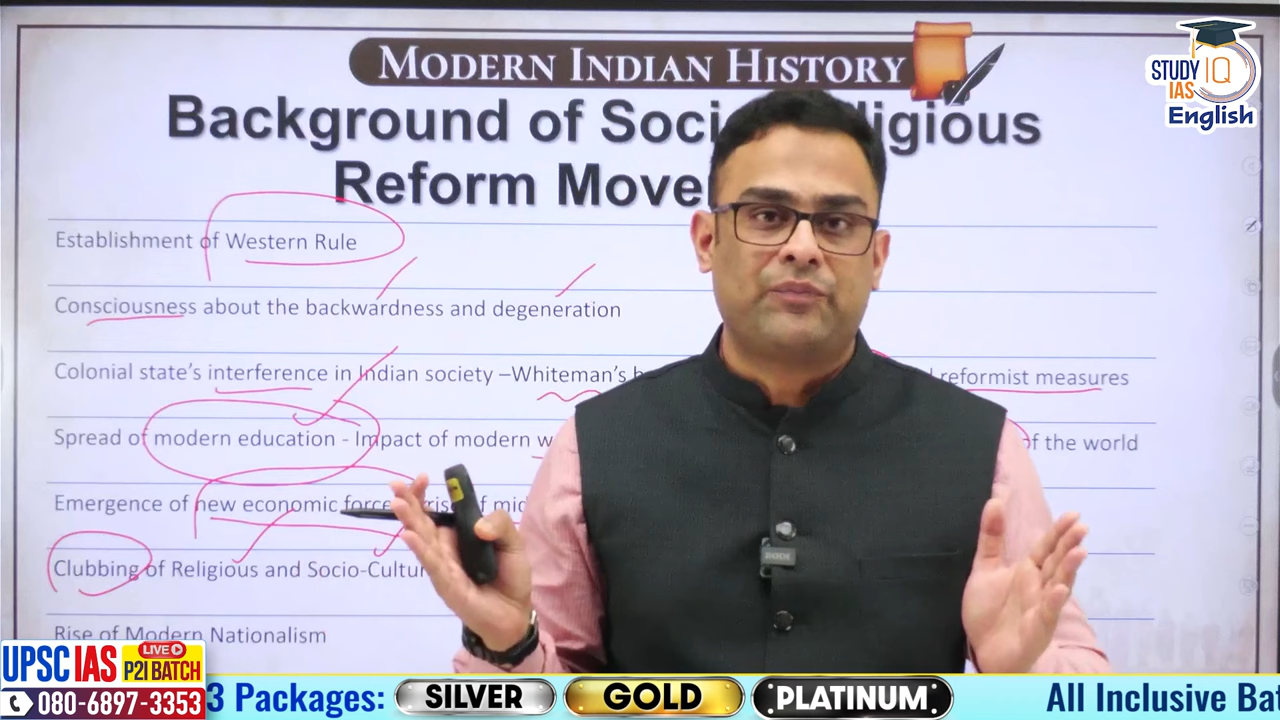 MODERN INDIAN HISTORY
STUDY IQ
IAS
English
Background of Soci ligious
Reform Move
Establishment of Western Rule
Consciousness about the backwardness and degeneration
Colonial state's interference in Indian society –Whiteman's reformist measures
Spread of modern education - Impact of modern of the world
Emergence of new economic
Clubbing of Religious and Socio-Cultur
Rise of Modern Nationalism
UPSC IAS LIVE P2I BATCH
080-6897-3353
3 Packages: SILVER GOLD PLATINUM All Inclusive Bat